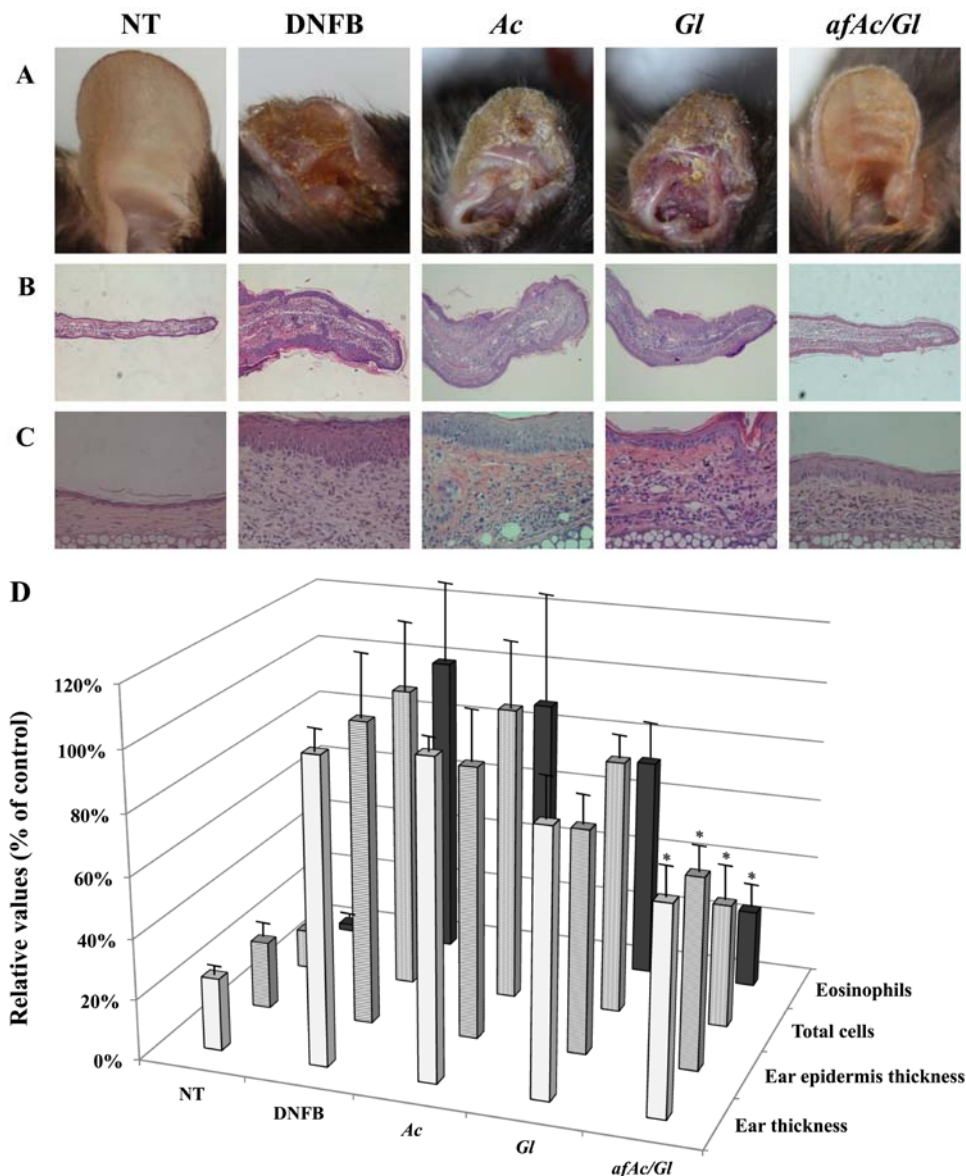 NT DNFB Ac Gl afAc/Gl
A
B
C
D
Relative values (% of control)
120%
100%
80%
60%
40%
20%
0%
* * * *
NT
DNFB
Ac
Gl
afAc/Gl
Eosinophils
Total cells
Ear epidermis thickness
Ear thickness